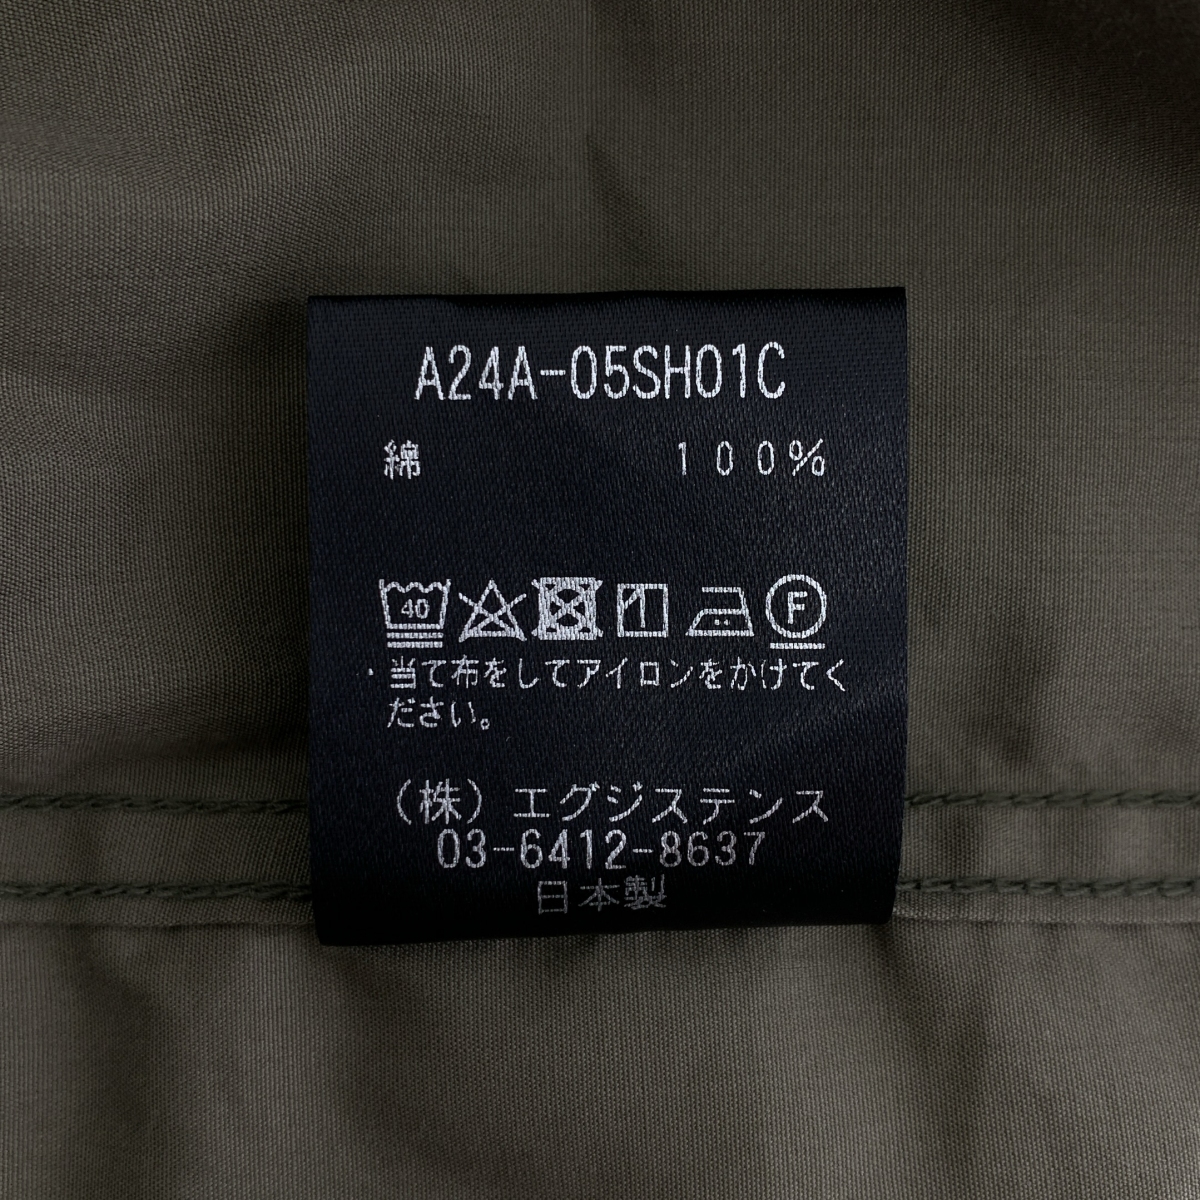 A24A-05SH01C
綿 100%
40 F
・当て布をしてアイロンをかけてく
ださい。
(株)エグジステンス
03-6412-8637
日本製